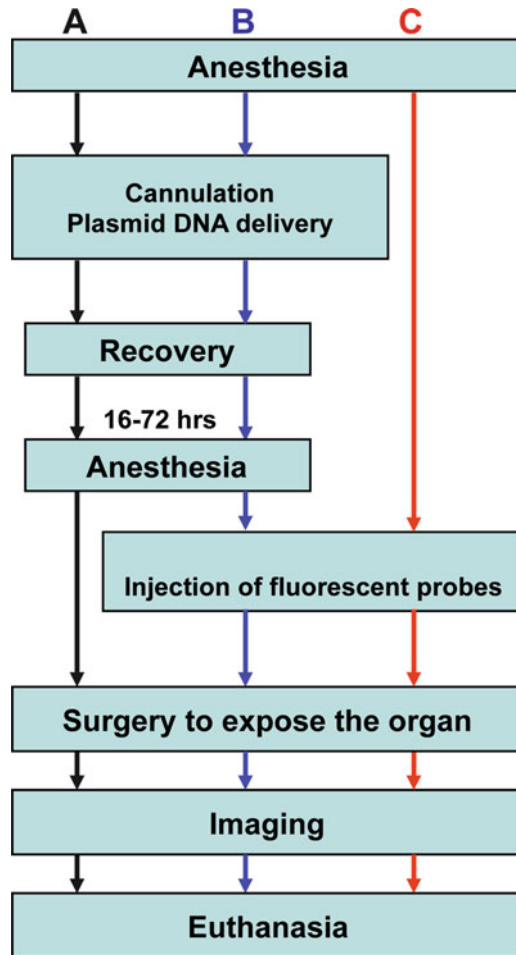 A B C
Anesthesia
Cannulation
Plasmid DNA delivery
Recovery
16-72 hrs
Anesthesia
Injection of fluorescent probes
Surgery to expose the organ
Imaging
Euthanasia